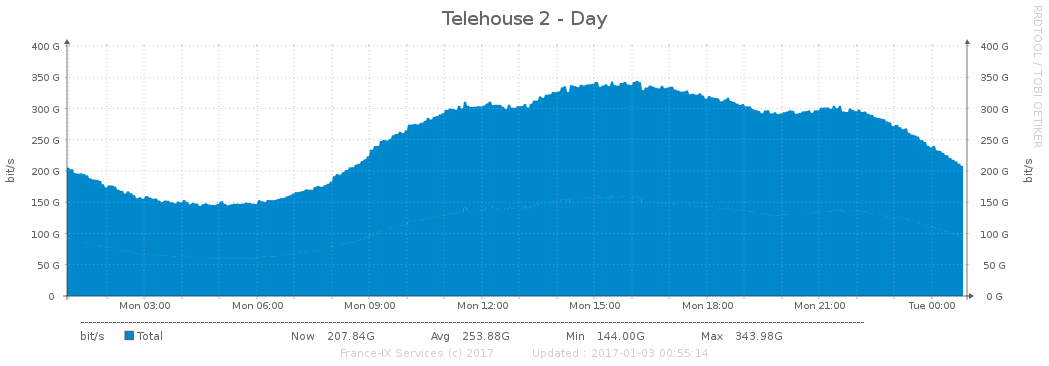 Telehouse 2 - Day
RRDTOOL / TOBI OETIKER
bit/s
400 G 400 G
350 G 350 G
300 G 300 G
250 G 250 G
200 G 200 G
150 G 150 G
100 G 100 G
50 G 50 G
0 0 G
bit/s
Mon 03:00 Mon 06:00 Mon 09:00 Mon 12:00 Mon 15:00 Mon 18:00 Mon 21:00 Tue 00:00
bit/s Total Now 207.84G Avg 253.88G Min 144.00G Max 343.98G
France-IX Services (c) 2017 Updated : 2017-01-03 00:55:14